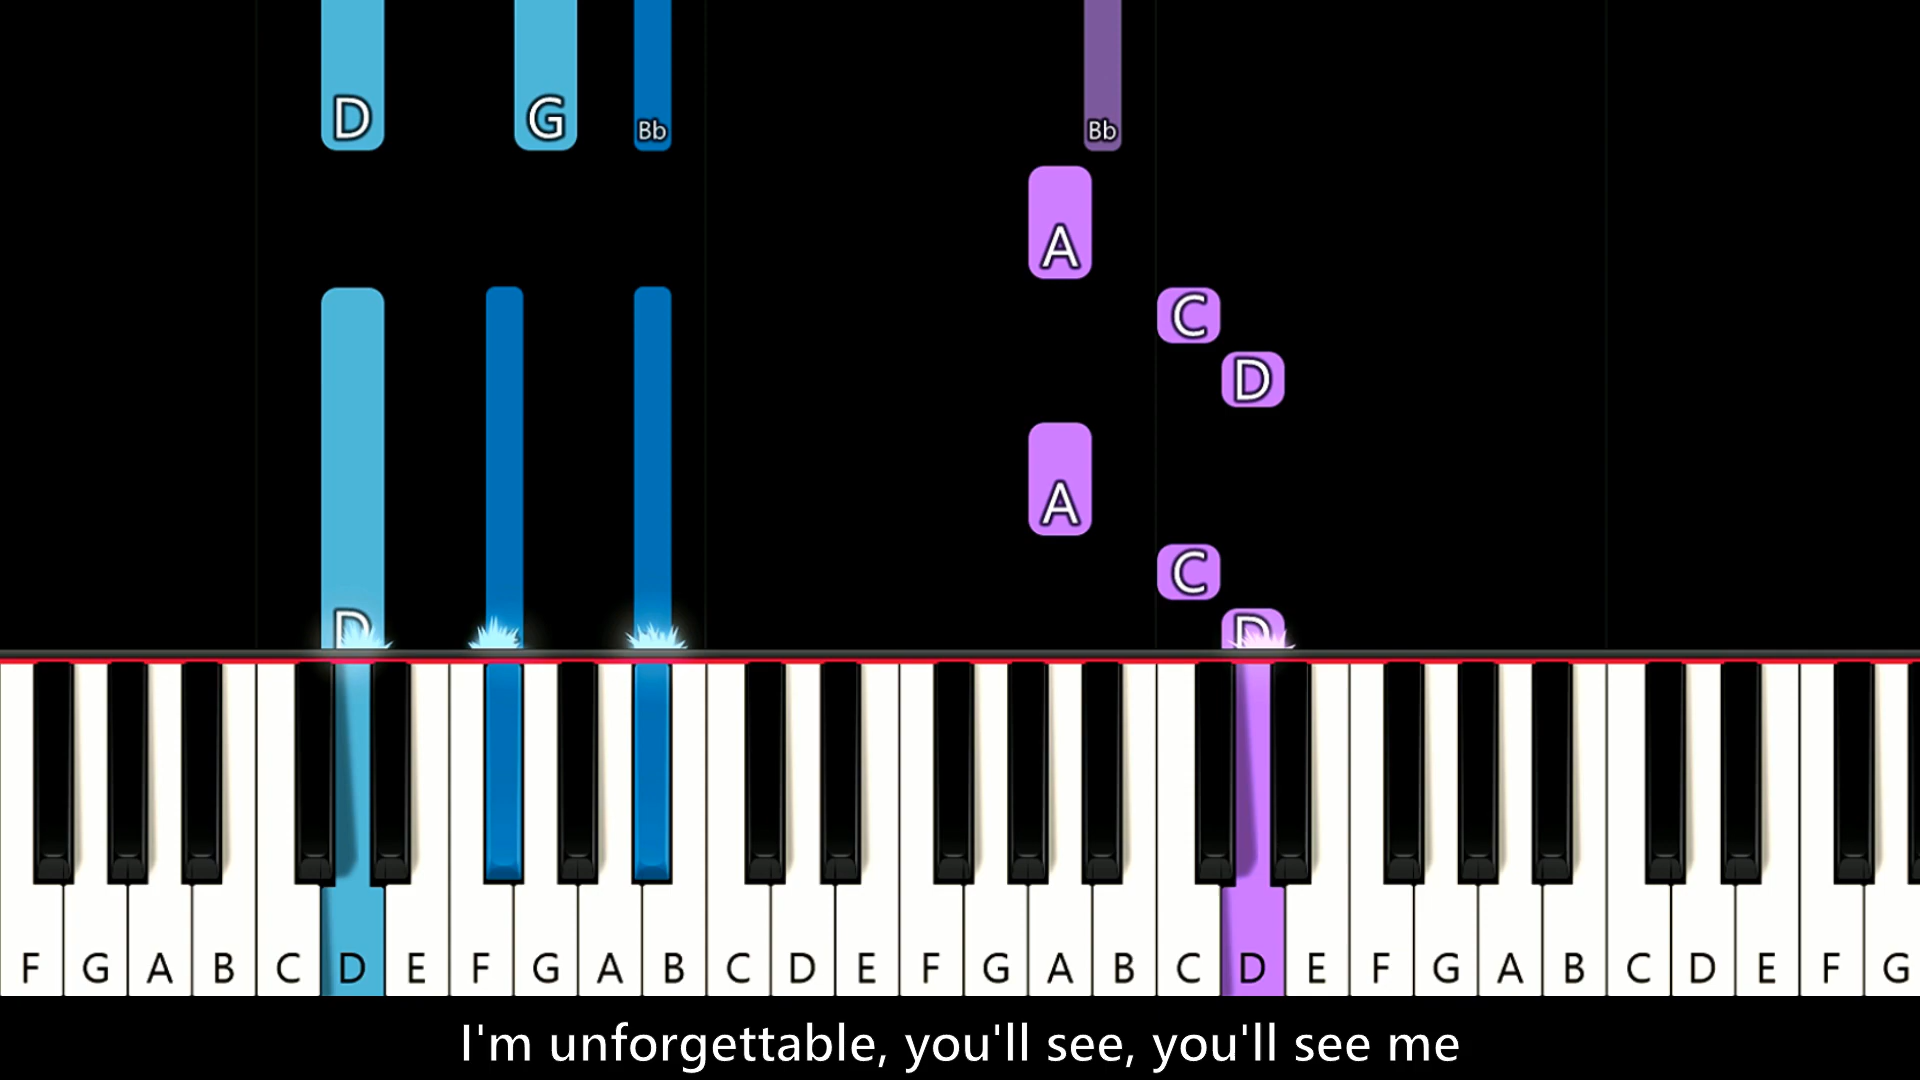 D G Bb Bb
A
C
D
A
C
D D
F G A B C D E F G A B C D E F G A B C D E F G A B C D E F G
I'm unforgettable, you'll see, you'll see me